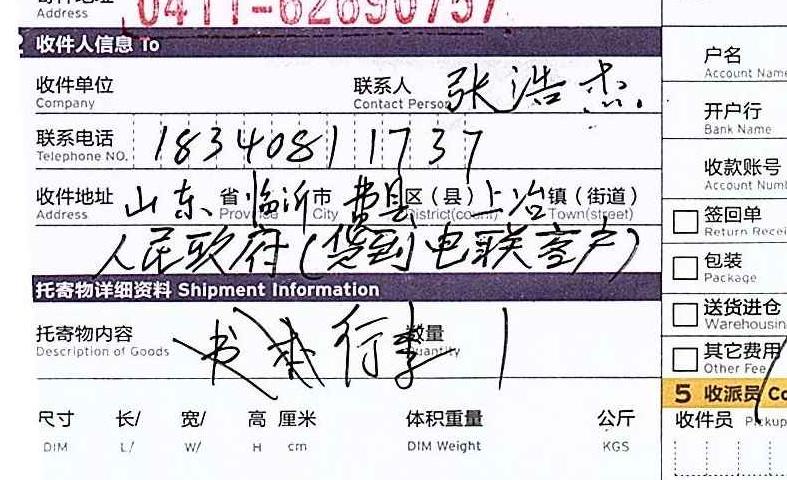 Address 0411-62690757
收件人信息 To
户名
Account Name
收件单位 联系人 张浩杰
Company Contact Person
开户行
Bank Name
联系电话 18340811737
Telephone NO.
收款账号
收件地址 山东 省 临沂 市 费县 区（县） 上冶 镇（街道）
Address Province City District(county) Town(street)
签回单
人民政府（货到电联客户）
包装
Package
托寄物详细资料 Shipment Information
送货进仓
托寄物内容 书本 行李 数量 1
Description of Goods Quantity
其它费用
Other Fee
5 收派员
尺寸 长/ 宽/ 高 厘米 体积重量 公斤
DIM L/ W/ H cm DIM Weight KGS
收件员